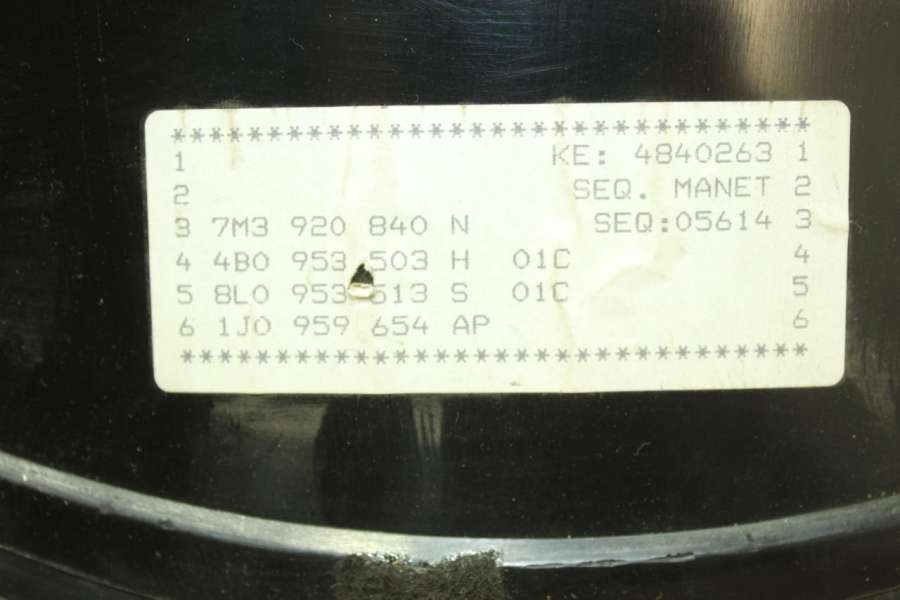 *******************************
1 KE: 4840263 1
2 SEQ. MANET 2
3 7M3 920 840 N SEQ:05614 3
4 4B0 953 503 H 01C 4
5 8L0 953 513 S 01C 5
6 1J0 959 654 AP 6
*******************************